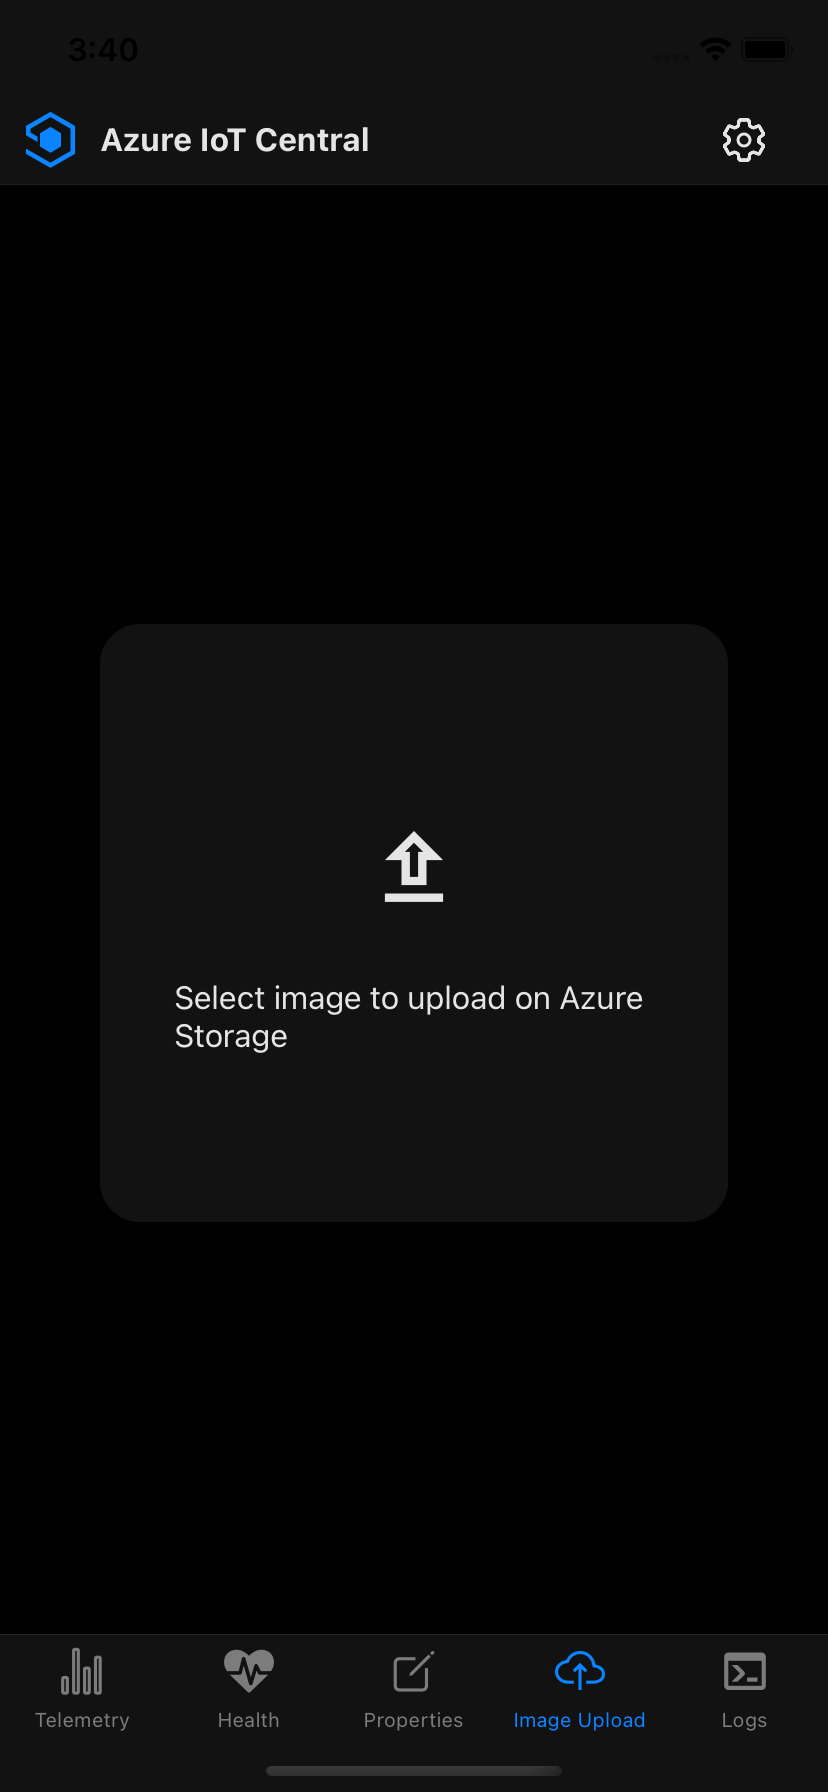 3:40
Azure IoT Central
Select image to upload on Azure
Storage
Telemetry
Health
Properties
Image Upload
Logs